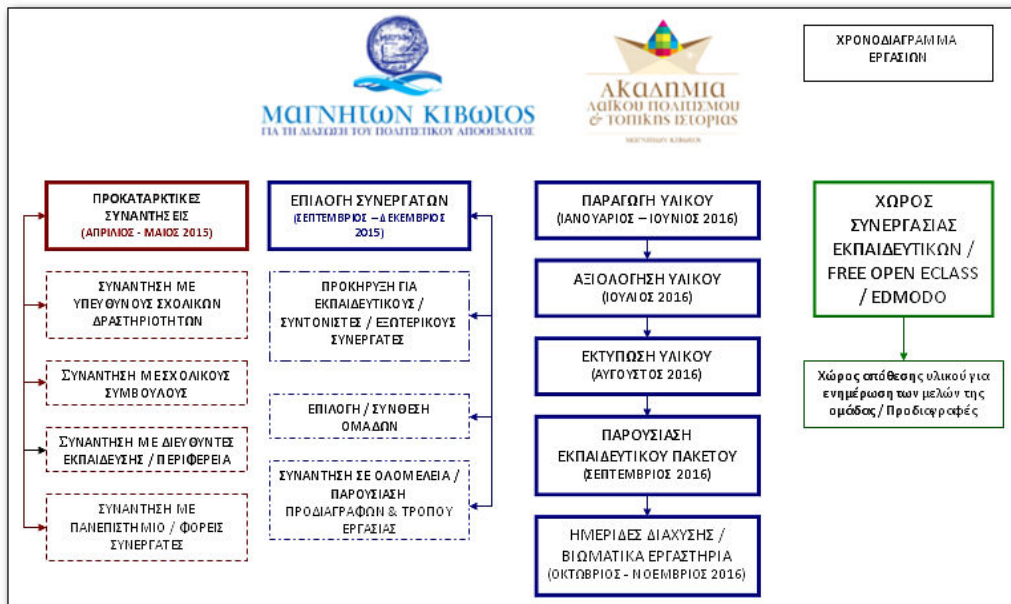 ΜΑΓΝΗΤΩΝ ΚΙΒΩΤΟΣ
ΓΙΑ ΤΗ ΔΙΑΣΩΣΗ ΤΟΥ ΠΟΛΙΤΙΣΤΙΚΟΥ ΑΠΟΘΕΜΑΤΟΣ
ΑΚΑΔΗΜΙΑ
ΛΑΪΚΟΥ ΠΟΛΙΤΙΣΜΟΥ
& ΤΟΠΙΚΗΣ ΙΣΤΟΡΙΑΣ
ΜΑΓΝΗΤΩΝ ΚΙΒΩΤΟΣ
ΧΡΟΝΟΔΙΑΓΡΑΜΜΑ
ΕΡΓΑΣΙΩΝ
ΠΡΟΚΑΤΑΡΚΤΙΚΕΣ
ΣΥΝΑΝΤΗΣΕΙΣ
(ΑΠΡΙΛΙΟΣ - ΜΑΙΟΣ 2015)
ΣΥΝΑΝΤΗΣΗ ΜΕ
ΥΠΕΥΘΥΝΟΥΣ ΣΧΟΛΙΚΩΝ
ΔΡΑΣΤΗΡΙΟΤΗΤΩΝ
ΣΥΝΑΝΤΗΣΗ ΜΕ ΣΧΟΛΙΚΟΥΣ
ΣΥΜΒΟΥΛΟΥΣ
ΣΥΝΑΝΤΗΣΗ ΜΕ ΔΙΕΥΘΥΝΤΕΣ
ΕΚΠΑΙΔΕΥΣΗΣ / ΠΕΡΙΦΕΡΕΙΑ
ΣΥΝΑΝΤΗΣΗ ΜΕ
ΠΑΝΕΠΙΣΤΗΜΙΟ / ΦΟΡΕΙΣ
ΣΥΝΕΡΓΑΤΕΣ
ΕΠΙΛΟΓΗ ΣΥΝΕΡΓΑΤΩΝ
(ΣΕΠΤΕΜΒΡΙΟΣ – ΔΕΚΕΜΒΡΙΟΣ
2015)
ΠΡΟΚΗΡΥΞΗ ΓΙΑ
ΕΚΠΑΙΔΕΥΤΙΚΟΥΣ /
ΣΥΝΤΟΝΙΣΤΕΣ / ΕΞΩΤΕΡΙΚΟΥΣ
ΣΥΝΕΡΓΑΤΕΣ
ΕΠΙΛΟΓΗ / ΣΥΝΘΕΣΗ
ΟΜΑΔΩΝ
ΣΥΝΑΝΤΗΣΗ ΣΕ ΟΛΟΜΕΛΕΙΑ /
ΠΑΡΟΥΣΙΑΣΗ
ΠΡΟΔΙΑΓΡΑΦΩΝ & ΤΡΟΠΟΥ
ΕΡΓΑΣΙΑΣ
ΠΑΡΑΓΩΓΗ ΥΛΙΚΟΥ
(ΙΑΝΟΥΑΡΙΟΣ – ΙΟΥΝΙΟΣ 2016)
ΑΞΙΟΛΟΓΗΣΗ ΥΛΙΚΟΥ
(ΙΟΥΛΙΟΣ 2016)
ΕΚΤΥΠΩΣΗ ΥΛΙΚΟΥ
(ΑΥΓΟΥΣΤΟΣ 2016)
ΠΑΡΟΥΣΙΑΣΗ
ΕΚΠΑΙΔΕΥΤΙΚΟΥ ΠΑΚΕΤΟΥ
(ΣΕΠΤΕΜΒΡΙΟΣ 2016)
ΗΜΕΡΙΔΕΣ ΔΙΑΧΥΣΗΣ /
ΒΙΩΜΑΤΙΚΑ ΕΡΓΑΣΤΗΡΙΑ
(ΟΚΤΩΒΡΙΟΣ - ΝΟΕΜΒΡΙΟΣ 2016)
ΧΩΡΟΣ
ΣΥΝΕΡΓΑΣΙΑΣ
ΕΚΠΑΙΔΕΥΤΙΚΩΝ /
FREE OPEN ECLASS
/ EDMODO
Χώρος απόθεσης υλικού για
ενημέρωση των μελών της
ομάδας / Προδιαγραφές